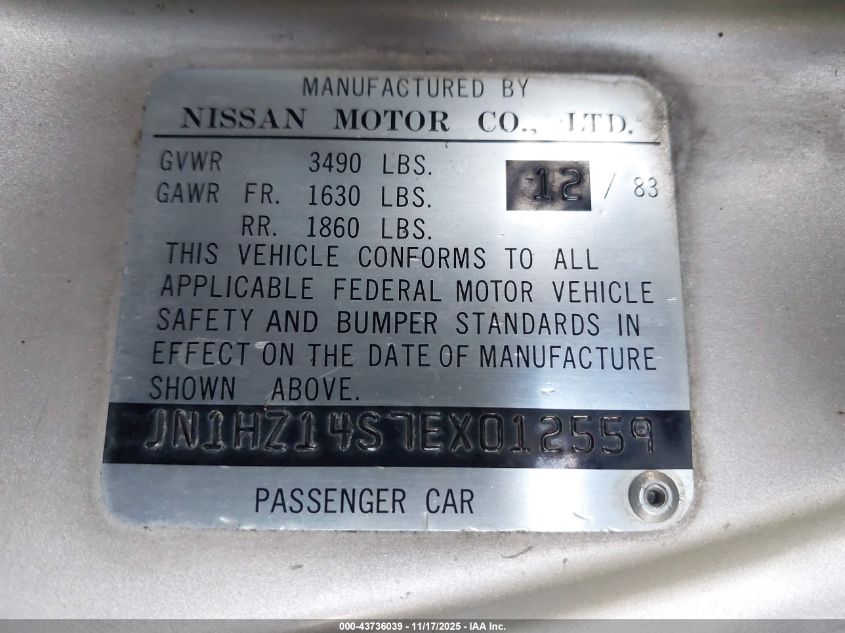 MANUFACTURED BY
NISSAN MOTOR CO., LTD.
GVWR 3490 LBS. 12 / 83
GAWR FR. 1630 LBS.
RR. 1860 LBS.
THIS VEHICLE CONFORMS TO ALL
APPLICABLE FEDERAL MOTOR VEHICLE
SAFETY AND BUMPER STANDARDS IN
EFFECT ON THE DATE OF MANUFACTURE
SHOWN ABOVE.
JN1HZ14S7EX012559
PASSENGER CAR
000-43736039 - 11/17/2025 - IAA Inc.